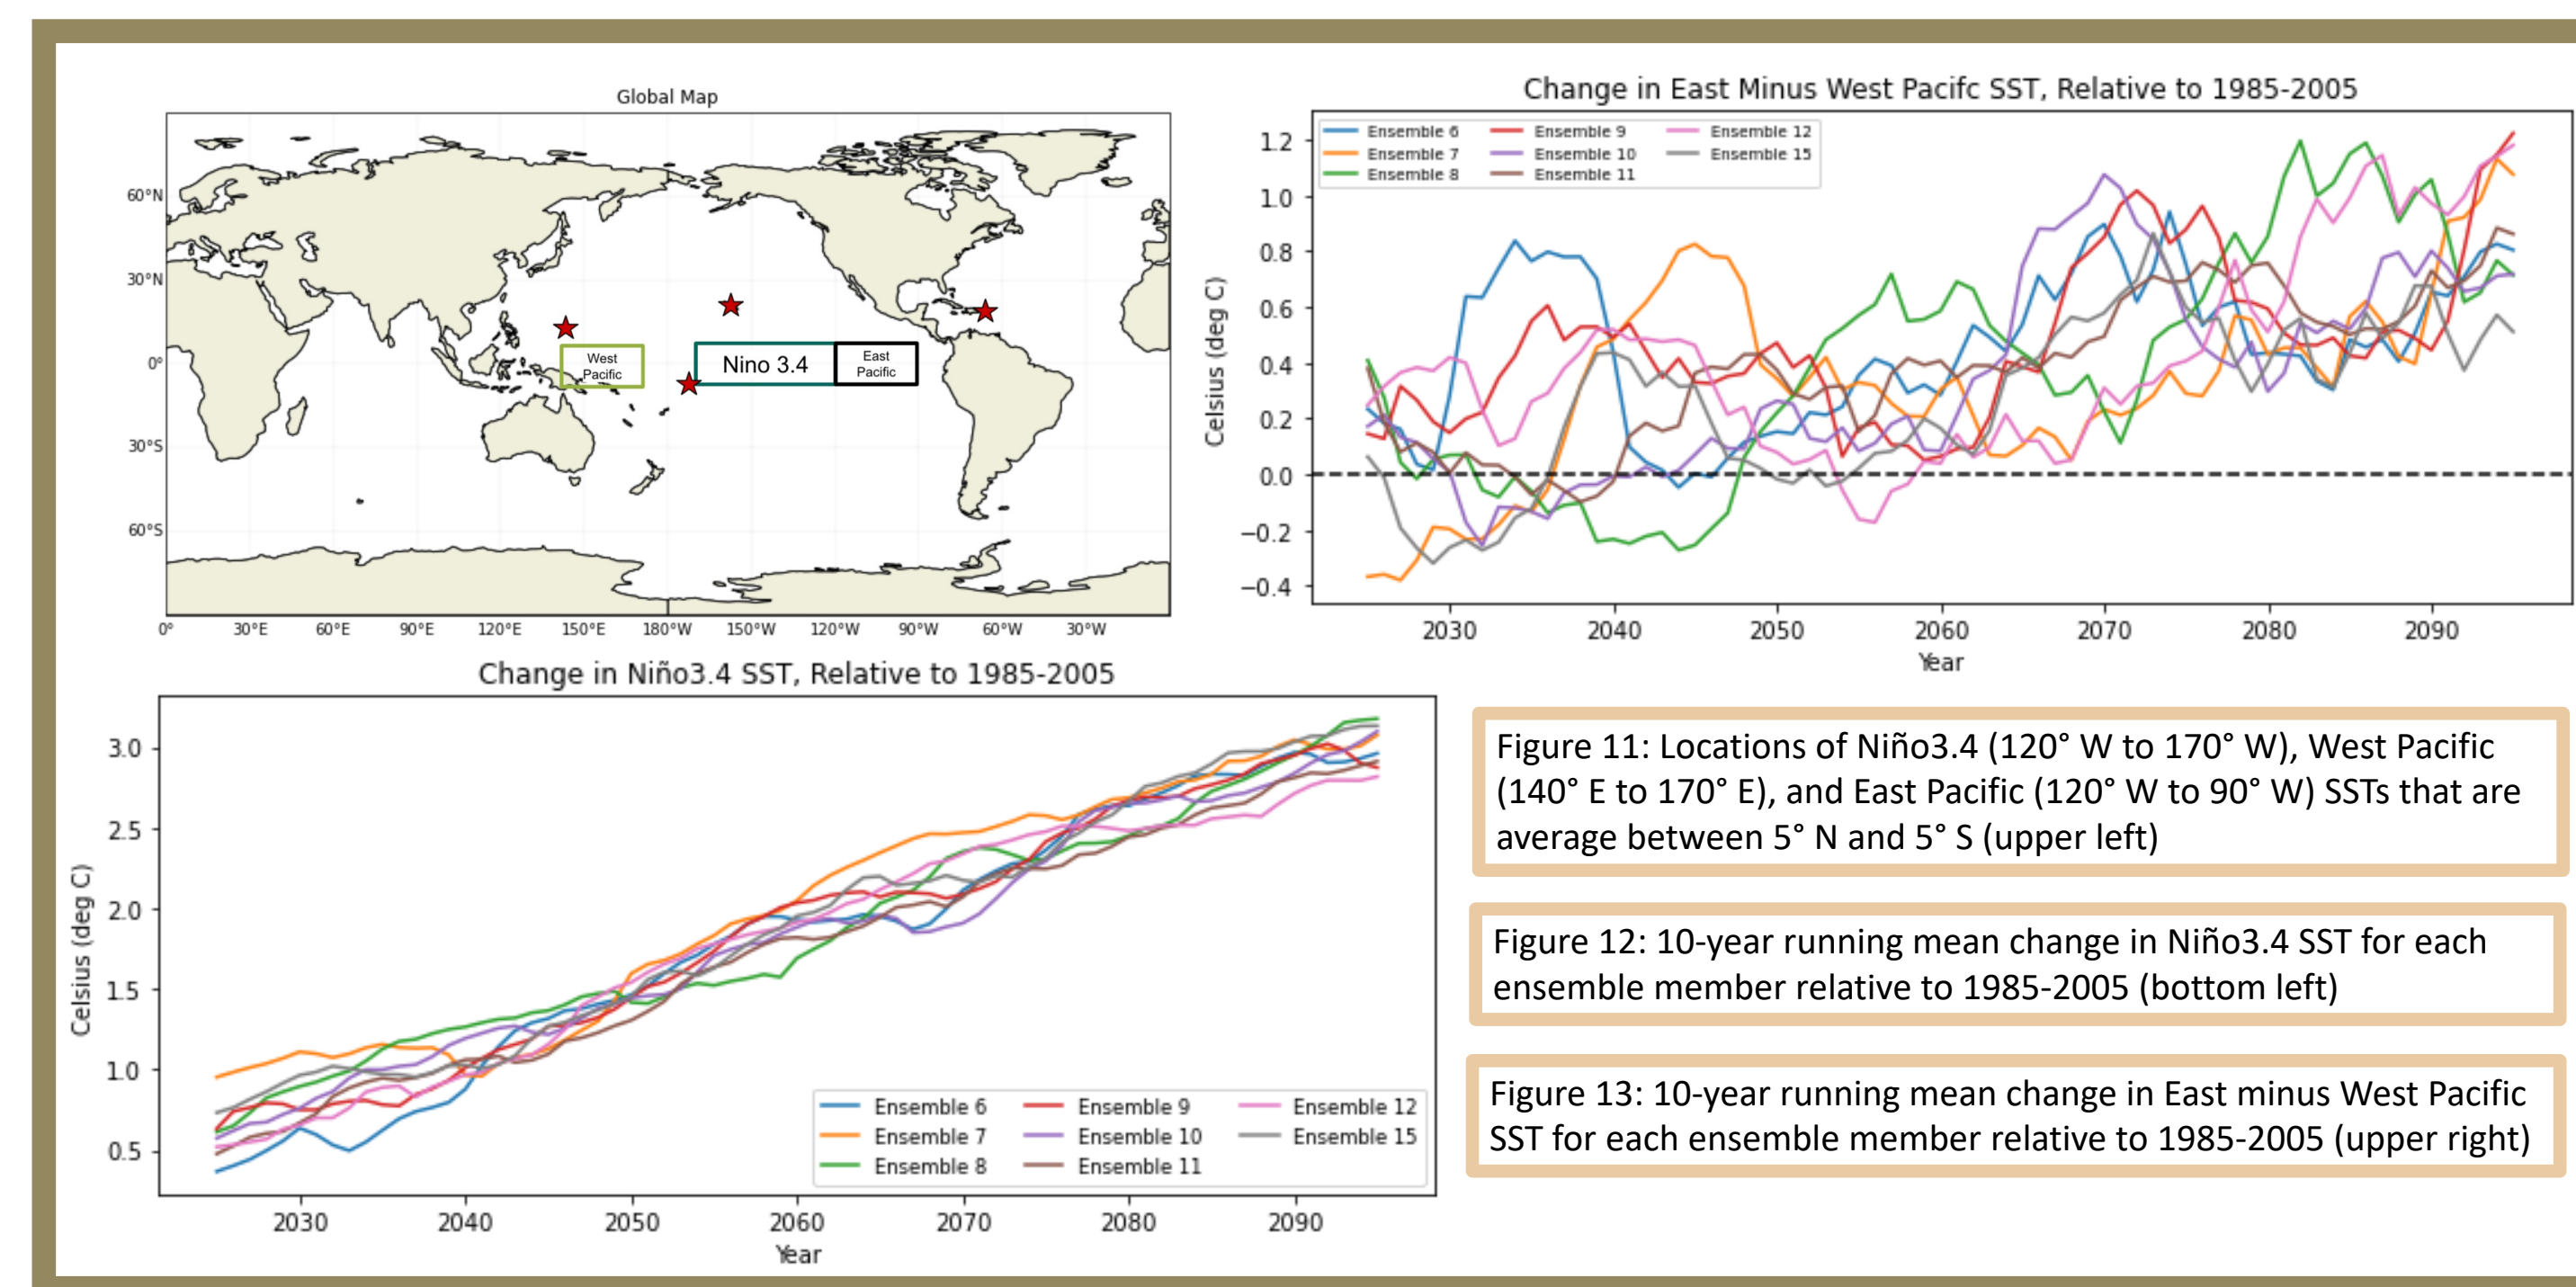 Global Map
60°N
30°N
0°
30°S
60°S
0°
30°E
60°E
90°E
120°E
150°E
180°W
150°W
120°W
90°W
60°W
30°W
West
Pacific
Nino 3.4
East
Pacific
Change in East Minus West Pacifc SST, Relative to 1985-2005
Celsius (deg C)
1.2
1.0
0.8
0.6
0.4
0.2
0.0
−0.2
−0.4
Ensemble 6
Ensemble 7
Ensemble 8
Ensemble 9
Ensemble 10
Ensemble 11
Ensemble 12
Ensemble 15
2030
2040
2050
2060
2070
2080
2090
Year
Change in Niño3.4 SST, Relative to 1985-2005
Celsius (deg C)
3.0
2.5
2.0
1.5
1.0
0.5
Ensemble 6
Ensemble 7
Ensemble 8
Ensemble 9
Ensemble 10
Ensemble 11
Ensemble 12
Ensemble 15
2030
2040
2050
2060
2070
2080
2090
Year
Figure 11: Locations of Niño3.4 (120° W to 170° W), West Pacific
(140° E to 170° E), and East Pacific (120° W to 90° W) SSTs that are
average between 5° N and 5° S (upper left)
Figure 12: 10-year running mean change in Niño3.4 SST for each
ensemble member relative to 1985-2005 (bottom left)
Figure 13: 10-year running mean change in East minus West Pacific
SST for each ensemble member relative to 1985-2005 (upper right)